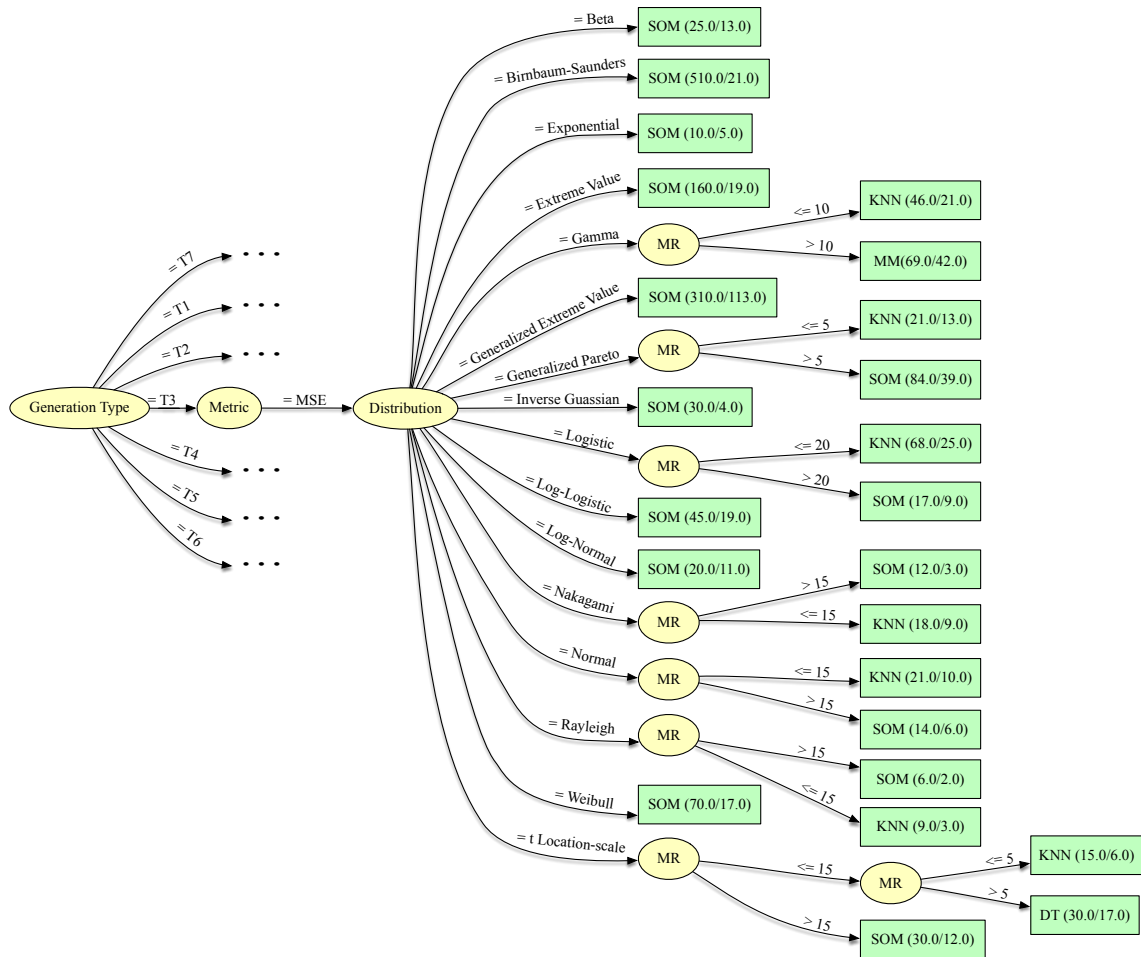 = Beta
SOM (25.0/13.0)
= Birnbaum-Saunders
SOM (510.0/21.0)
= Exponential
SOM (10.0/5.0)
= Extreme Value
SOM (160.0/19.0)
= Gamma
MR
<= 10
KNN (46.0/21.0)
> 10
MM(69.0/42.0)
= Generalized Extreme Value
SOM (310.0/113.0)
= Generalized Pareto
MR
<= 5
KNN (21.0/13.0)
> 5
SOM (84.0/39.0)
= T7
• • • •
= T1
• • • •
= T2
• • • •
Generation Type
= T3
Metric
= MSE
Distribution
= Inverse Guassian
SOM (30.0/4.0)
= T4
• • • •
= T5
• • • •
= T6
• • • •
= Logistic
MR
<= 20
KNN (68.0/25.0)
> 20
SOM (17.0/9.0)
= Log-Logistic
SOM (45.0/19.0)
= Log-Normal
SOM (20.0/11.0)
= Nakagami
MR
> 15
SOM (12.0/3.0)
<= 15
KNN (18.0/9.0)
= Normal
MR
<= 15
KNN (21.0/10.0)
> 15
SOM (14.0/6.0)
= Rayleigh
MR
> 15
SOM (6.0/2.0)
<= 15
KNN (9.0/3.0)
= Weibull
SOM (70.0/17.0)
= t Location-scale
MR
<= 15
MR
<= 5
KNN (15.0/6.0)
> 5
DT (30.0/17.0)
> 15
SOM (30.0/12.0)